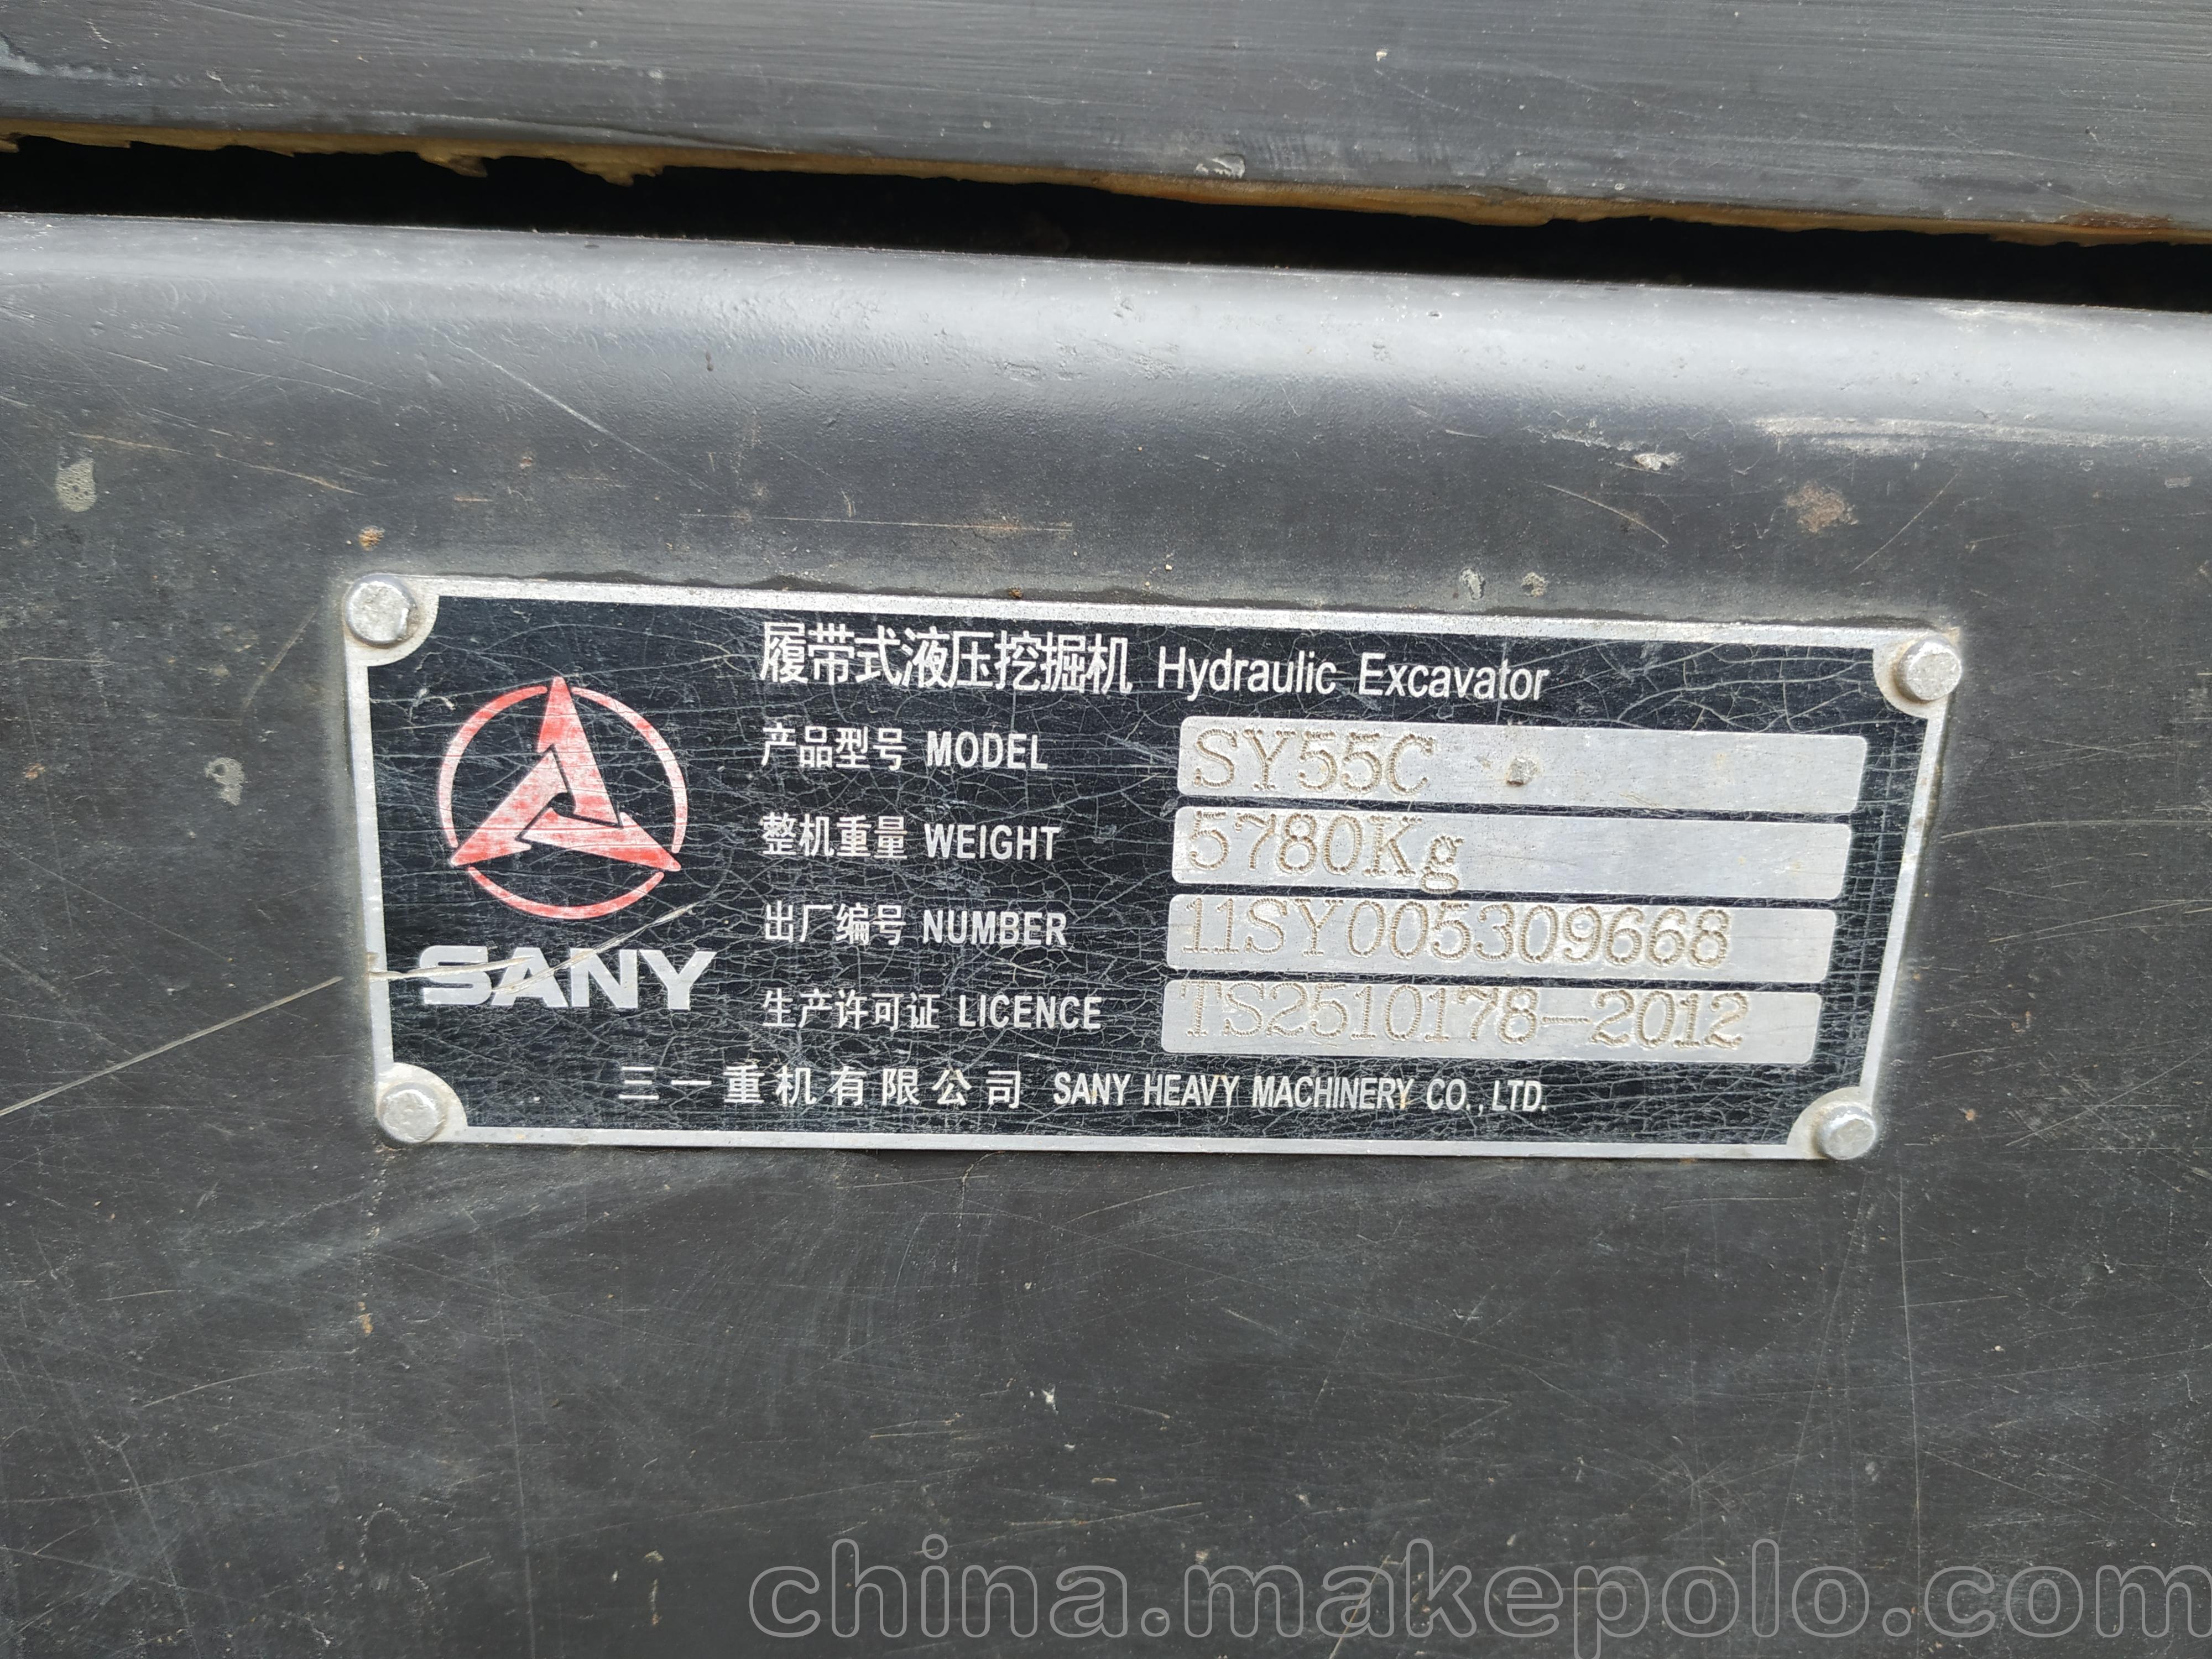 履带式液压挖掘机 Hydraulic Excavator
产品型号 MODEL SY55C
整机重量 WEIGHT 5780Kg
出厂编号 NUMBER 11SY005309668
生产许可证 LICENCE TS2510178-2012
SANY
三一重机有限公司 SANY HEAVY MACHINERY CO.,LTD.
china.makepolo.com